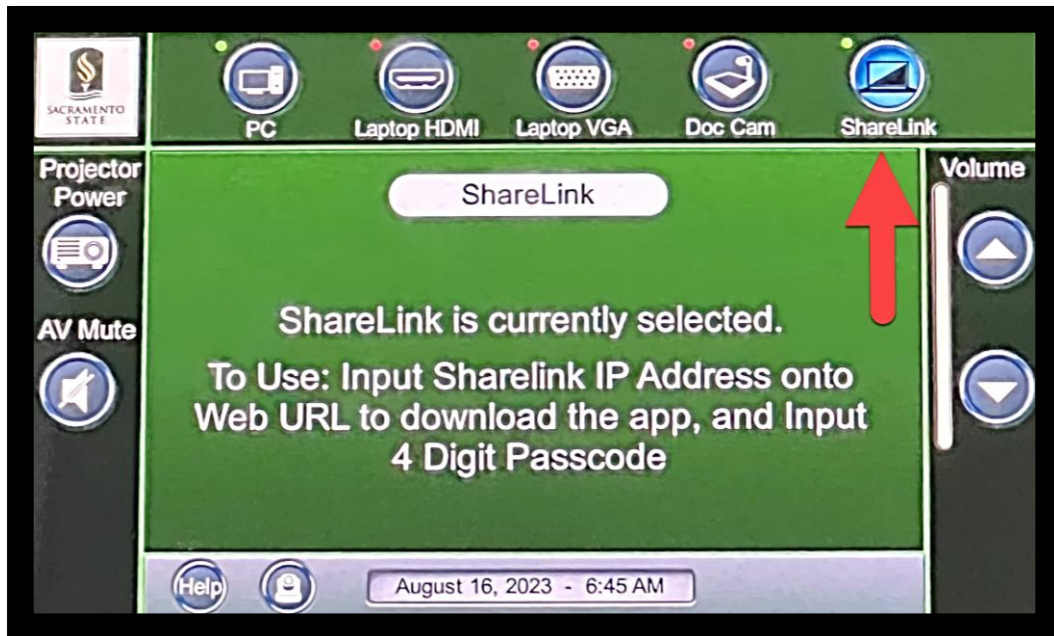 SACRAMENTO
STATE
PC
Laptop HDMI
Laptop VGA
Doc Cam
ShareLink
Projector
Power
AV Mute
ShareLink
ShareLink is currently selected.
To Use: Input Sharelink IP Address onto
Web URL to download the app, and Input
4 Digit Passcode
Volume
Help
August 16, 2023 - 6:45 AM